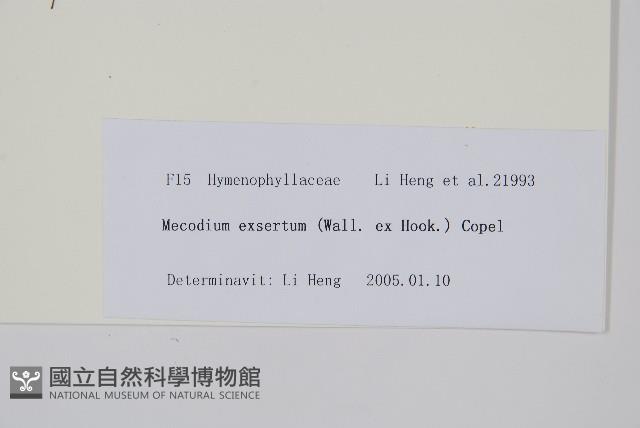 F15 Hymenophyllaceae Li Heng et al.21993
Mecodium exsertum (Wall. ex Hook.) Copel
Determinavit: Li Heng 2005.01.10
國立自然科學博物館
NATIONAL MUSEUM OF NATURAL SCIENCE